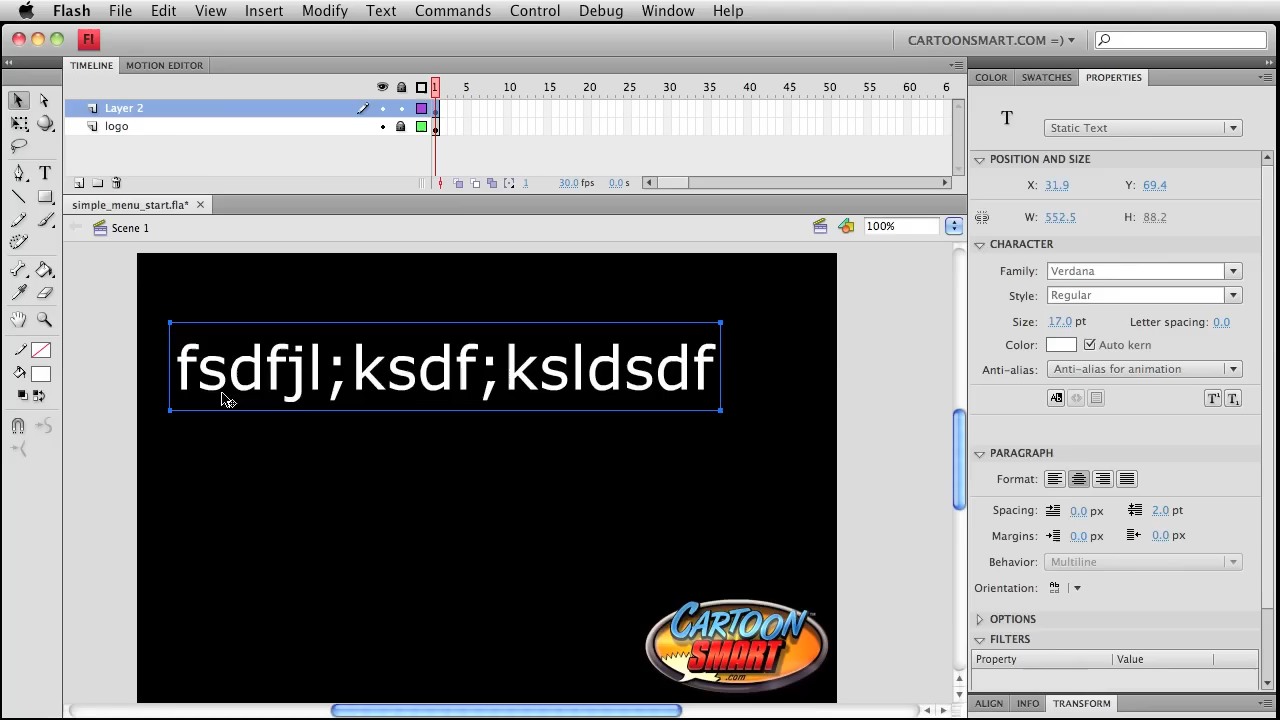 Flash File Edit View Insert Modify Text Commands Control Debug Window Help
Fl CARTOONSMART.COM =)
TIMELINE MOTION EDITOR
COLOR SWATCHES PROPERTIES
1 5 10 15 20 25 30 35 40 45 50 55 60 6
Layer 2
logo
T Static Text
POSITION AND SIZE
X: 31.9 Y: 69.4
1 30.0 fps 0.0 s
simple_menu_start.fla*
W: 552.5 H: 88.2
Scene 1 100%
CHARACTER
Family: Verdana
Style: Regular
Size: 17.0 pt Letter spacing: 0.0
Color: Auto kern
Anti-alias: Anti-alias for animation
fsdfjl;ksdf;ksldsdf
PARAGRAPH
Format:
Spacing: 0.0 px 2.0 pt
Margins: 0.0 px 0.0 px
Behavior: Multiline
Orientation:
OPTIONS
FILTERS
Property Value
CARTOON
SMART
.com
ALIGN INFO TRANSFORM